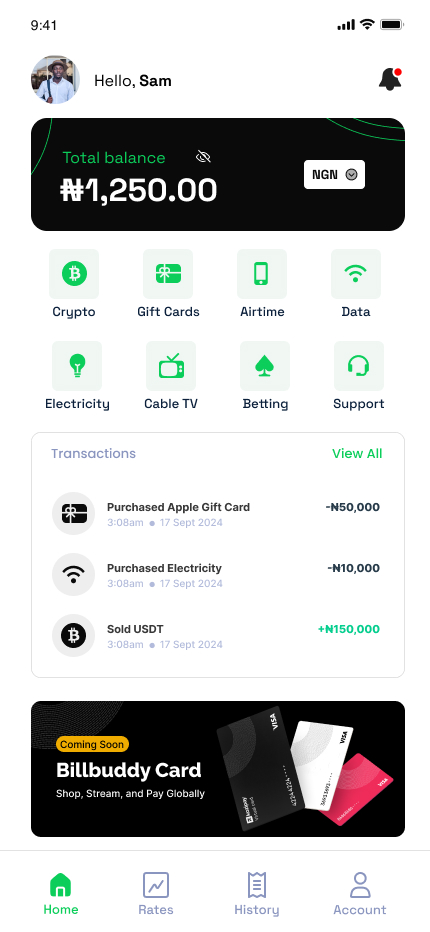 9:41
Hello, Sam
Total balance
₦1,250.00
NGN
Crypto
Gift Cards
Airtime
Data
Electricity
Cable TV
Betting
Support
Transactions
View All
Purchased Apple Gift Card
-₦50,000
3:08am ● 17 Sept 2024
Purchased Electricity
-₦10,000
3:08am ● 17 Sept 2024
Sold USDT
+₦150,000
3:08am ● 17 Sept 2024
Coming Soon
Billbuddy Card
Shop, Stream, and Pay Globally
VISA
VISA
VISA
Home
Rates
History
Account